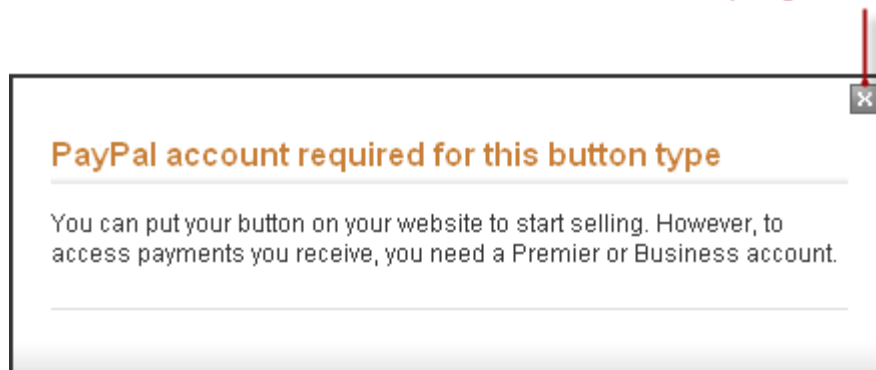 PayPal account required for this button type
You can put your button on your website to start selling. However, to
access payments you receive, you need a Premier or Business account.